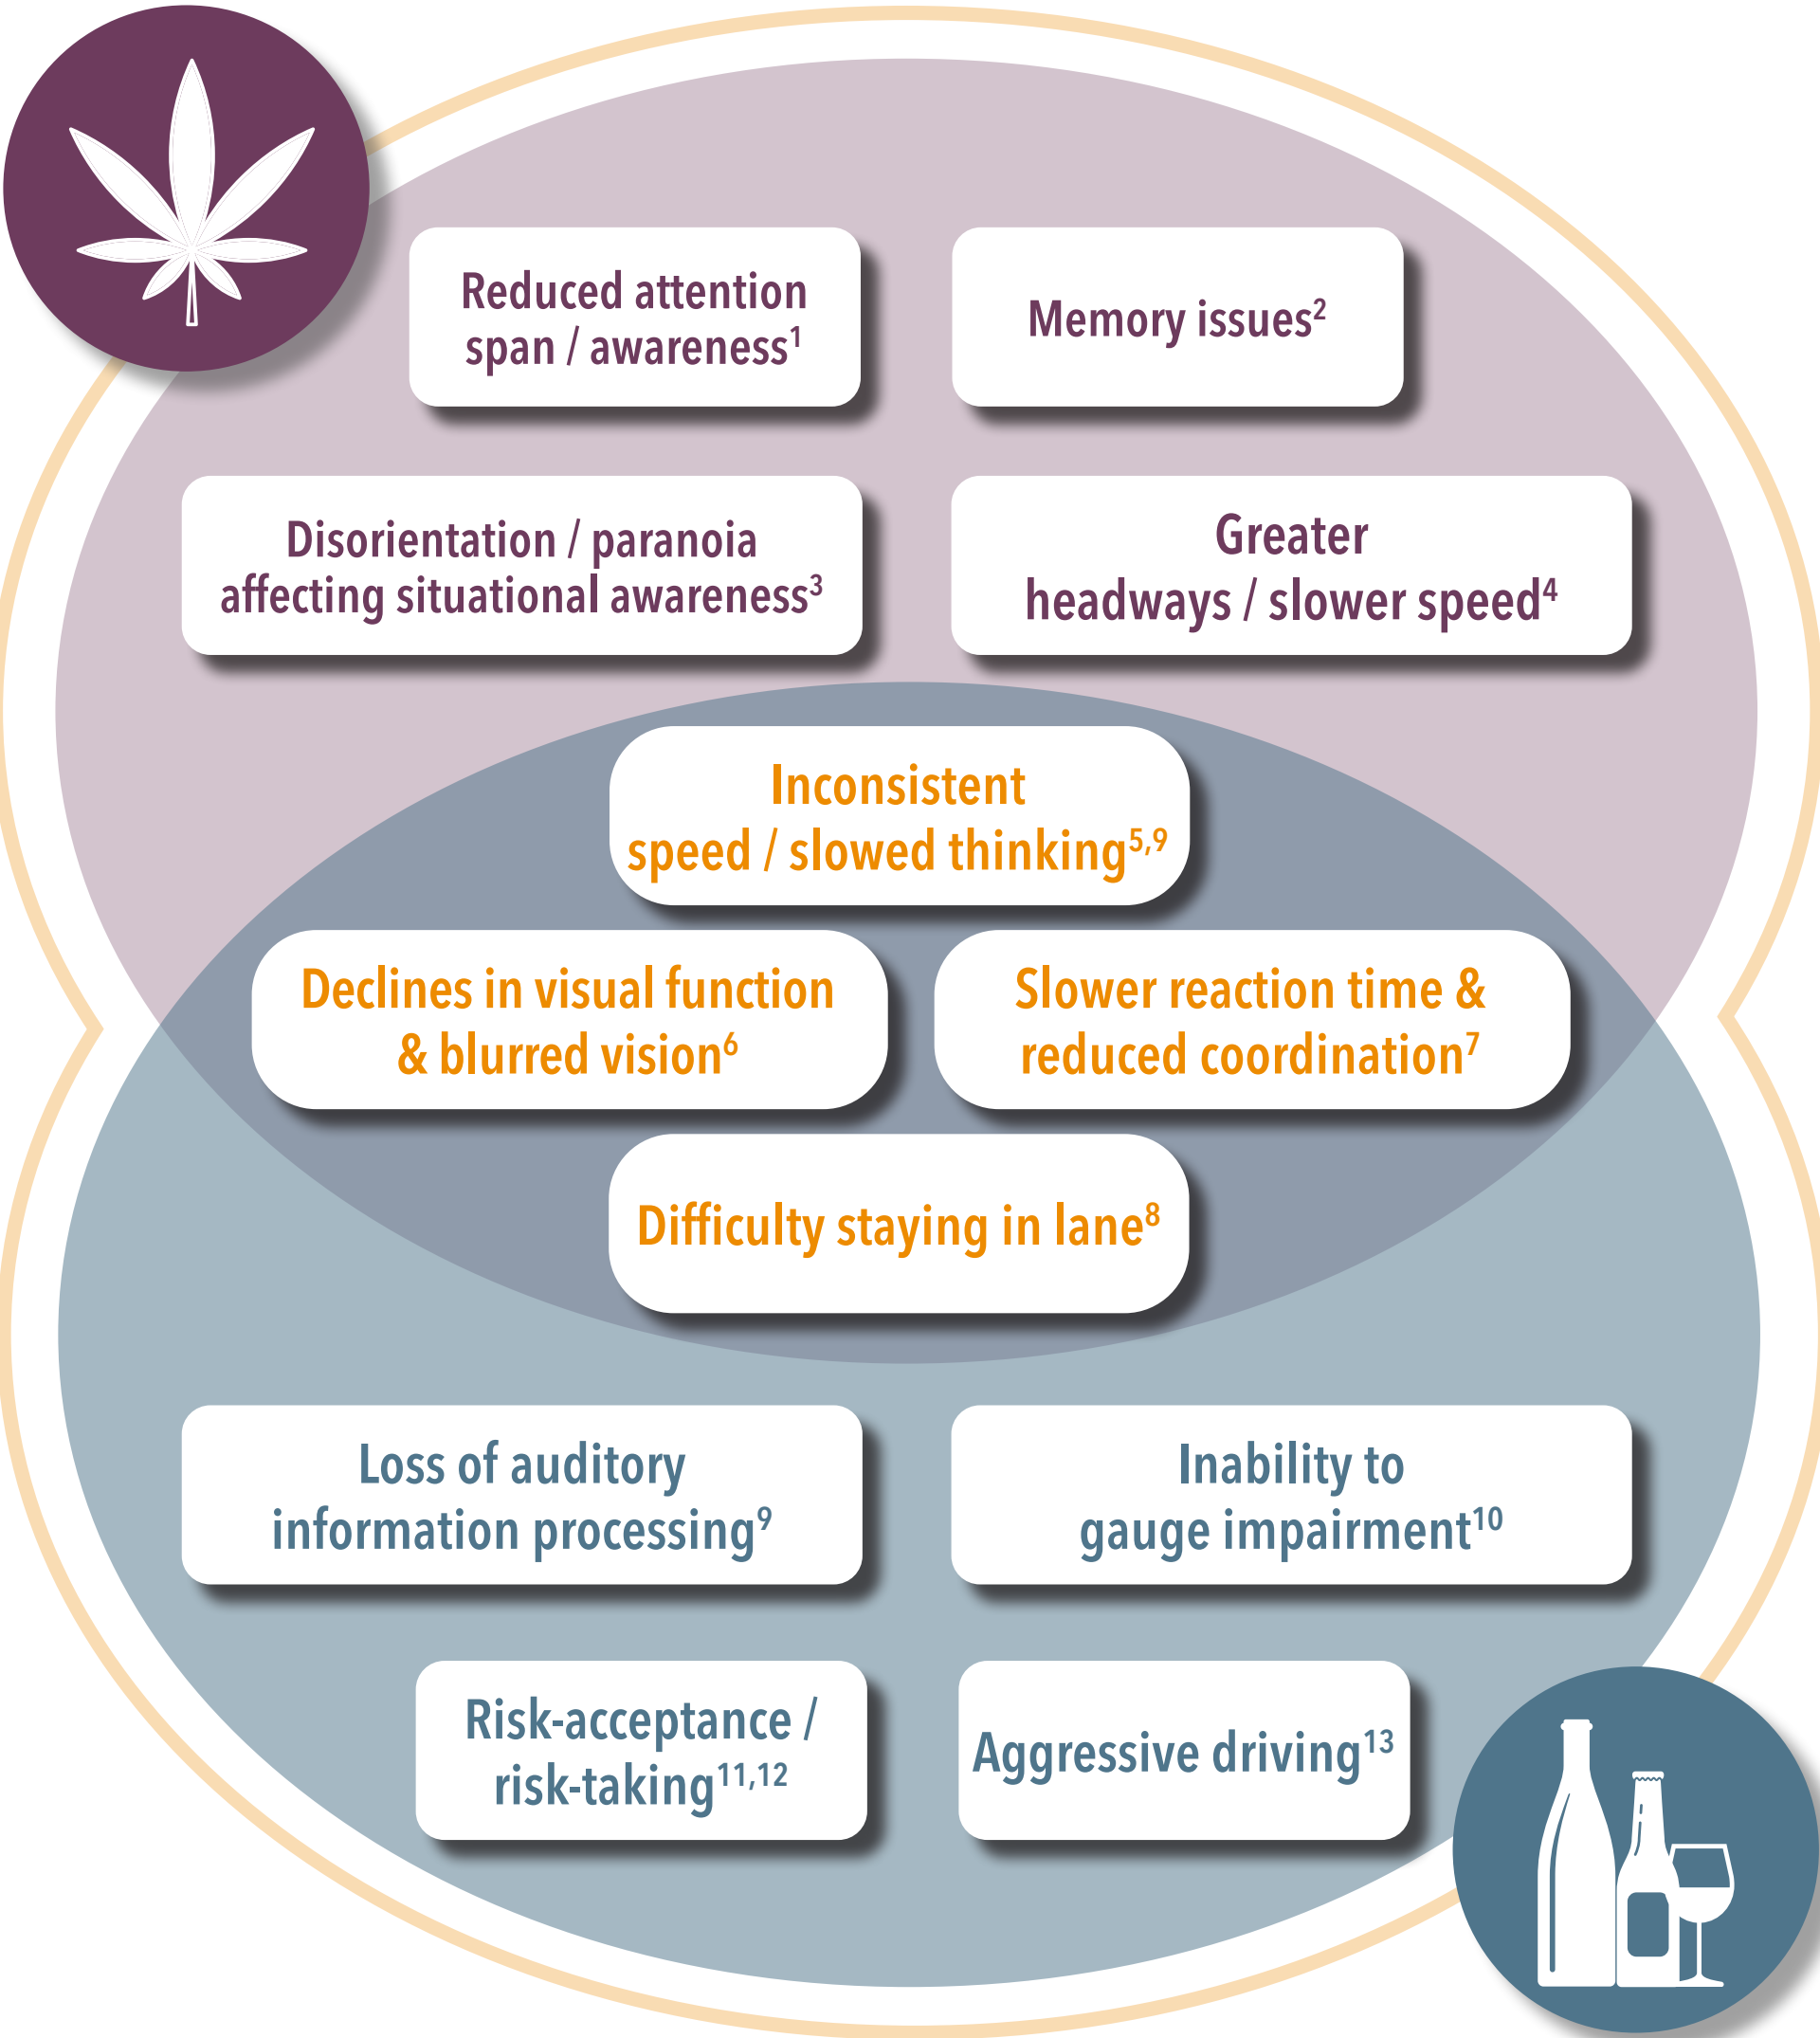 Reduced attention
span / awareness¹
Memory issues²
Disorientation / paranoia
affecting situational awareness³
Greater
headways / slower speed⁴
Inconsistent
speed / slowed thinking⁵,⁹
Declines in visual function
& blurred vision⁶
Slower reaction time &
reduced coordination⁷
Difficulty staying in lane⁸
Loss of auditory
information processing⁹
Inability to
gauge impairment¹⁰
Risk-acceptance /
risk-taking¹¹,¹²
Aggressive driving¹³